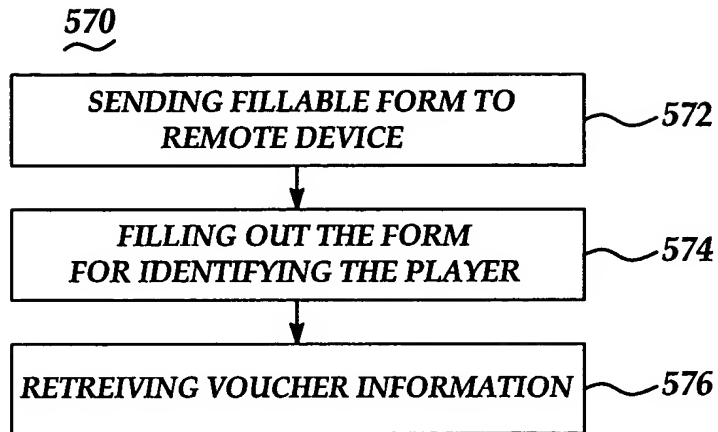 570
SENDING FILLABLE FORM TO
REMOTE DEVICE
572
FILLING OUT THE FORM
FOR IDENTIFYING THE PLAYER
574
RETREIVING VOUCHER INFORMATION
576